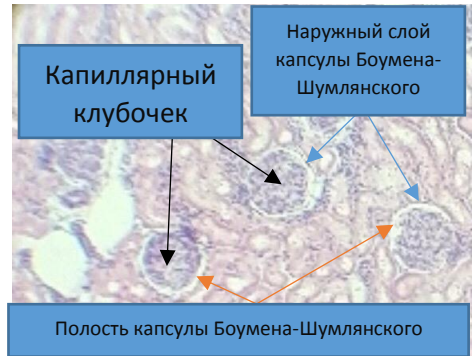 Капиллярный
клубочек
Наружный слой
капсулы Боумена-
Шумлянского
Полость капсулы Боумена-Шумлянского